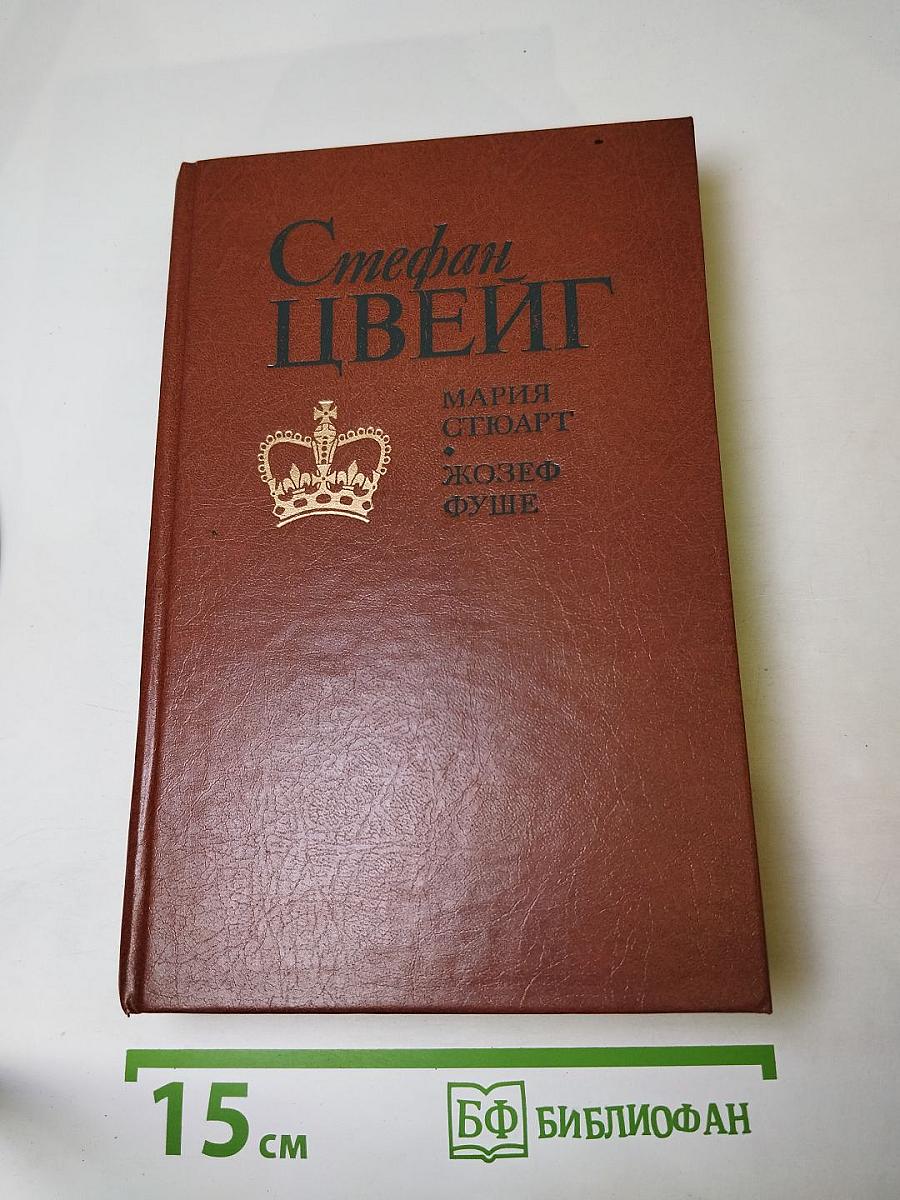 Стефан
ЦВЕЙГ
МАРИЯ
СТЮАРТ
•
ЖОЗЕФ
ФУШЕ
15 см
БФ БИБЛИОФАН